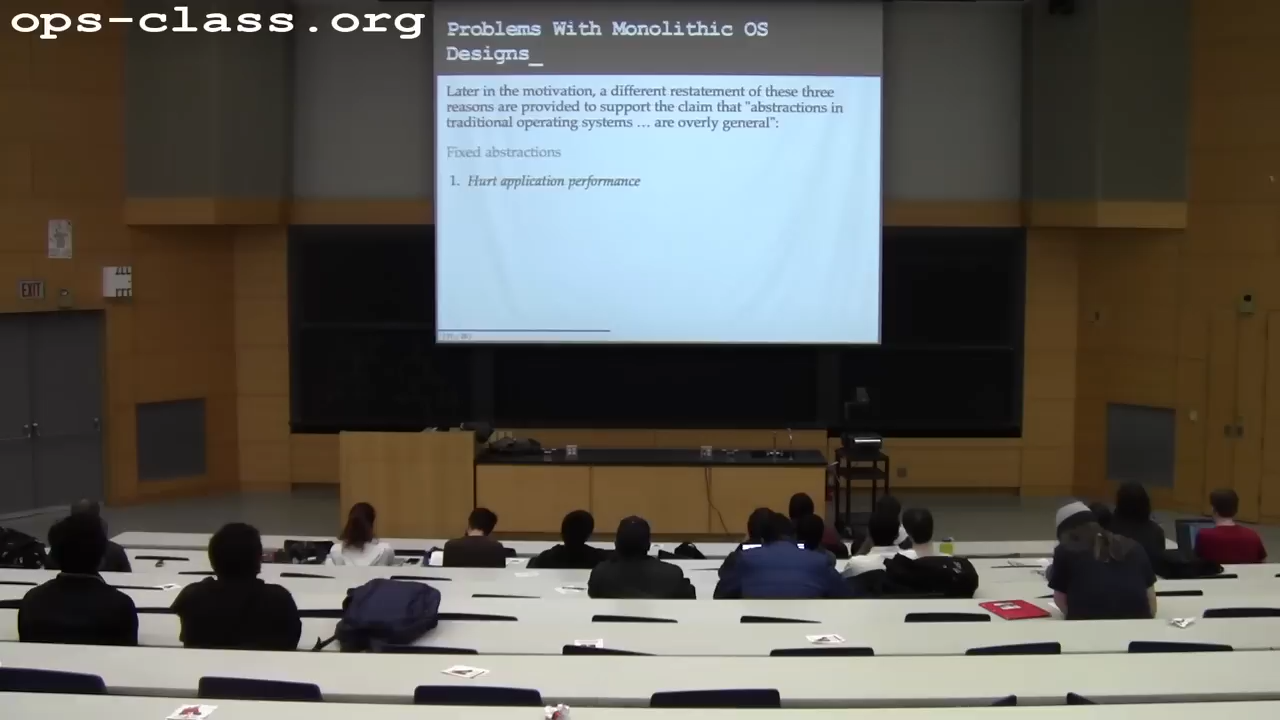 ops-class.org
Problems With Monolithic OS
Designs_
Later in the motivation, a different restatement of these three
reasons are provided to support the claim that "abstractions in
traditional operating systems ... are overly general":
Fixed abstractions
1. Hurt application performance
EXIT